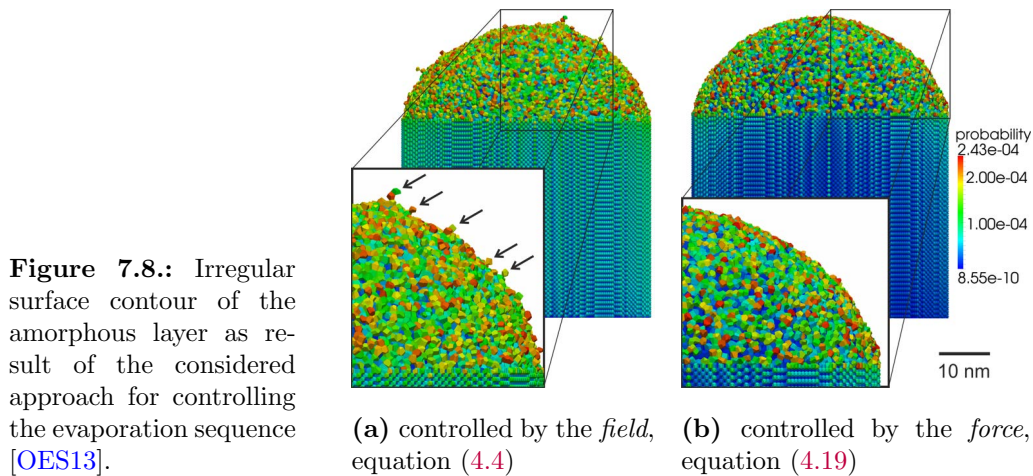 probability
2.43e-04
2.00e-04
1.00e-04
8.55e-10
10 nm
Figure 7.8.: Irregular
surface contour of the
amorphous layer as re-
sult of the considered
approach for controlling
the evaporation sequence
[OES13].
(a) controlled by the field,
equation (4.4)
(b) controlled by the force,
equation (4.19)